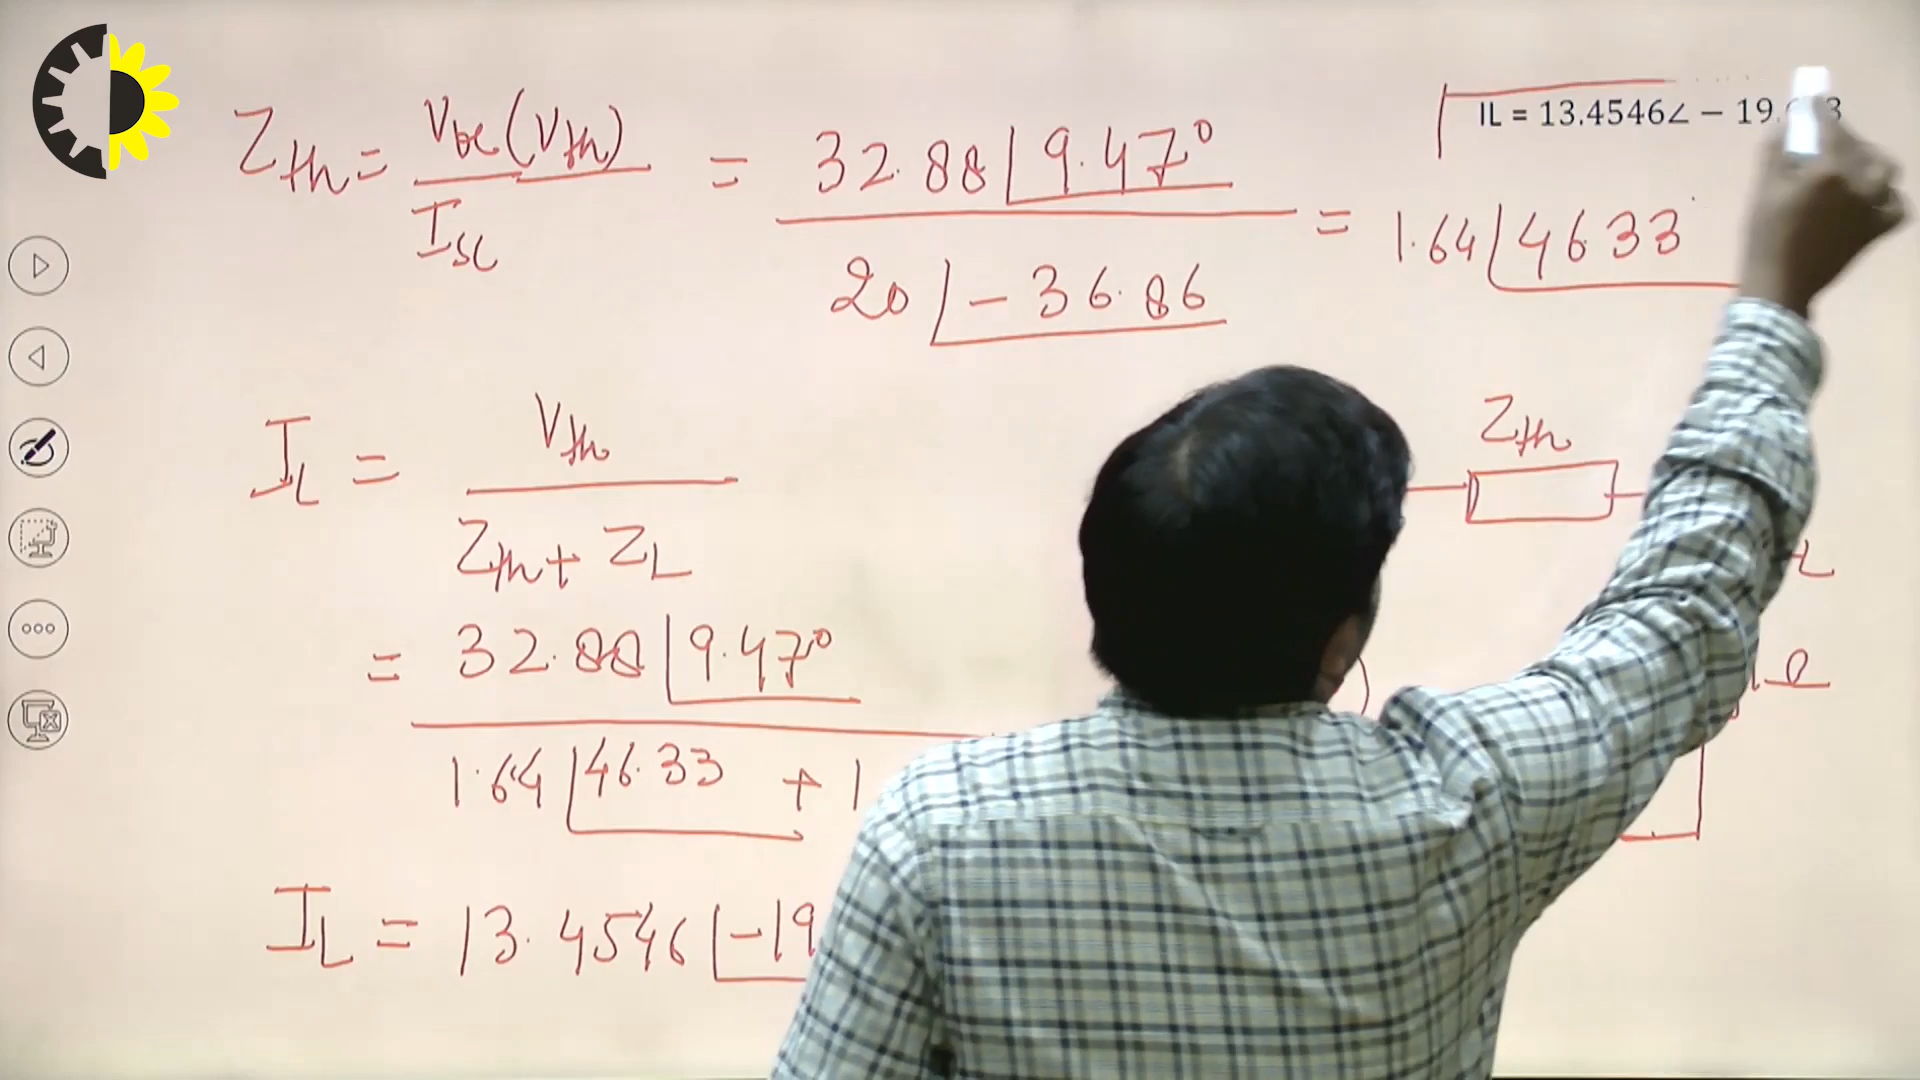 Zth = Voc (Vth) / Isc = 32.88∠9.47° / 20∠-36.86 = 1.64∠46.33
IL = 13.4546∠ − 19.
IL = Vth / Zth + ZL
Zth
= 32.88∠9.47° / 1.64∠46.33 + 1
IL = 13.4546∠-19